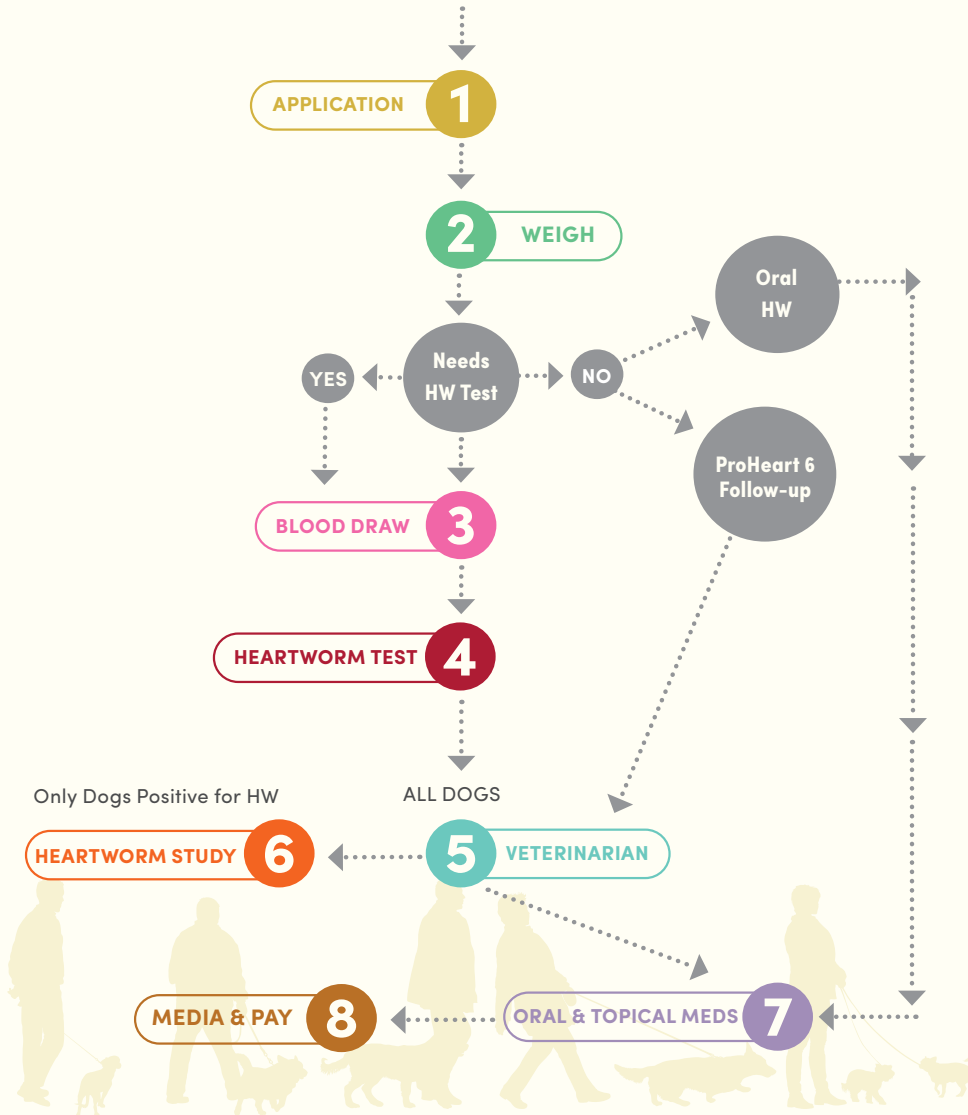 APPLICATION 1
2 WEIGH
Oral
HW
Needs
HW Test
YES
NO
ProHeart 6
Follow-up
BLOOD DRAW 3
HEARTWORM TEST 4
Only Dogs Positive for HW
ALL DOGS
HEARTWORM STUDY 6
5 VETERINARIAN
MEDIA & PAY 8
ORAL & TOPICAL MEDS 7